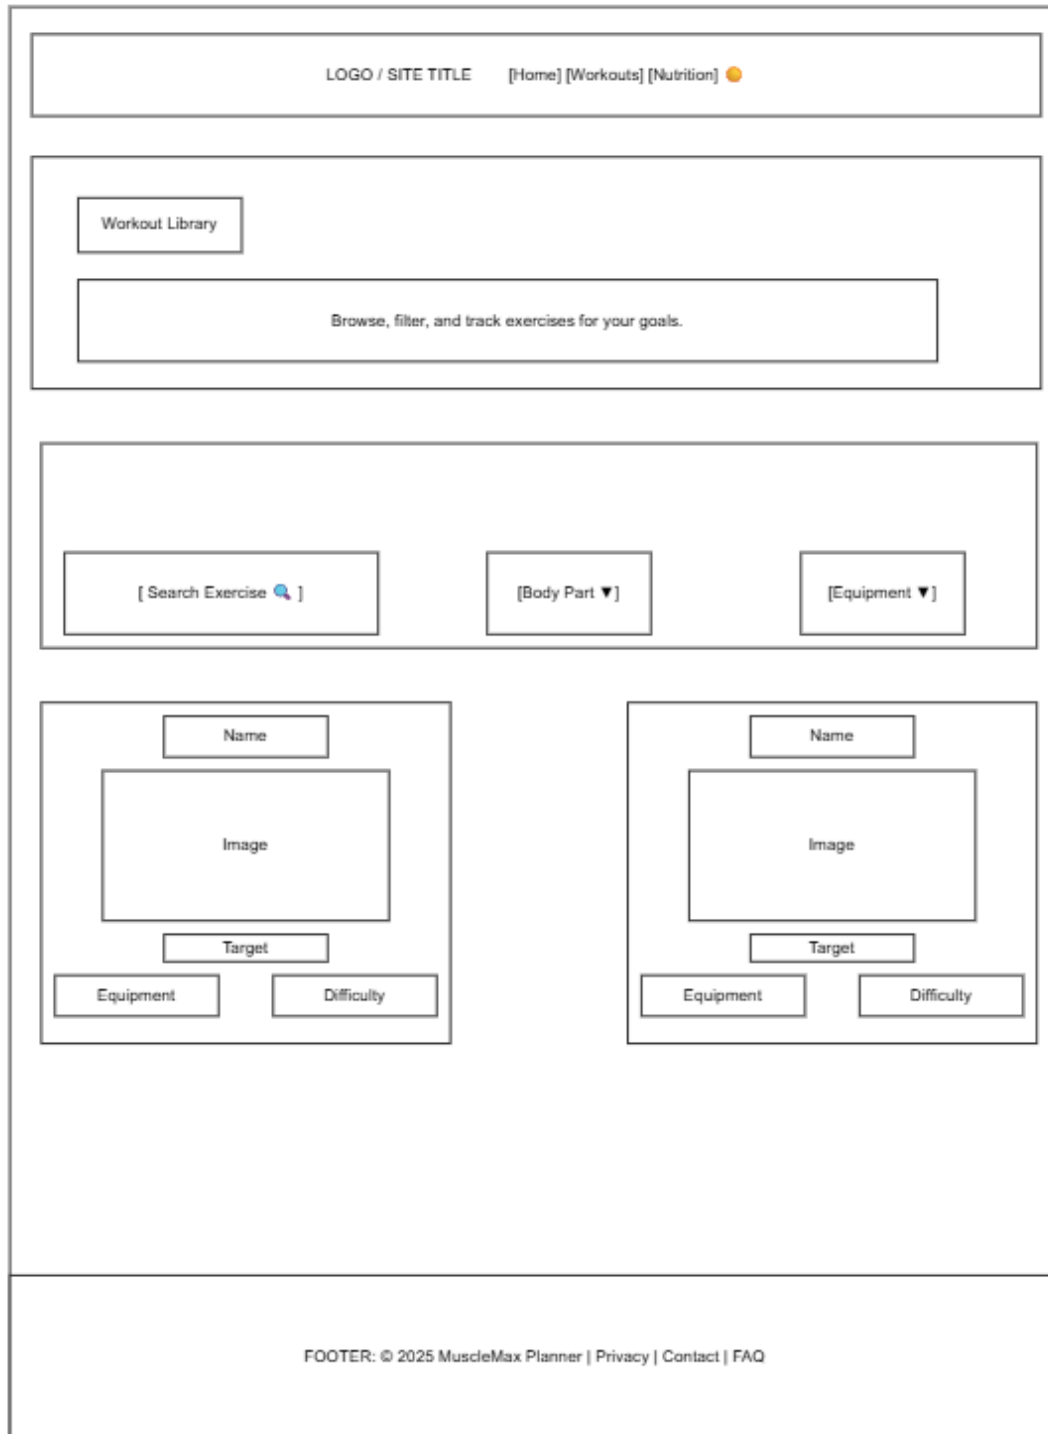 LOGO / SITE TITLE [Home] [Workouts] [Nutrition]
Workout Library
Browse, filter, and track exercises for your goals.
[ Search Exercise 🔍 ]
[Body Part ▼]
[Equipment ▼]
Name
Image
Target
Equipment
Difficulty
Name
Image
Target
Equipment
Difficulty
FOOTER: © 2025 MuscleMax Planner | Privacy | Contact | FAQ